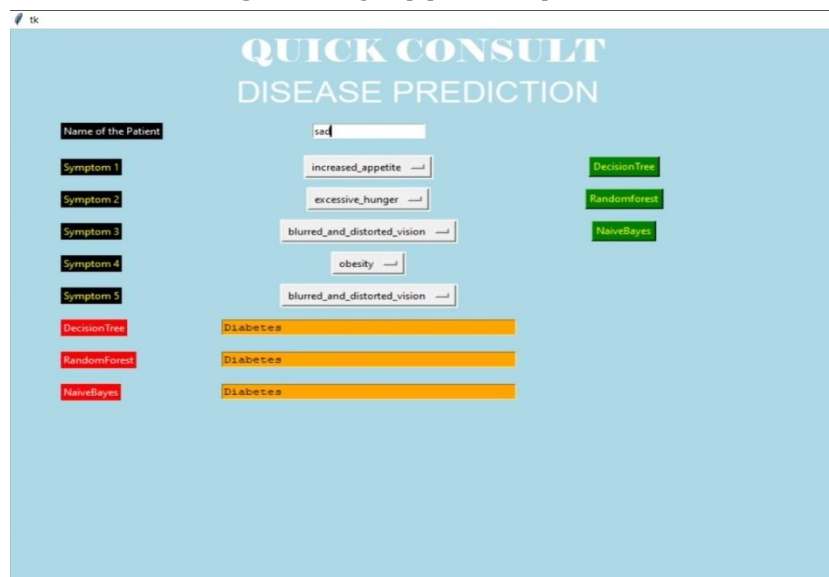 tk
QUICK CONSULT
DISEASE PREDICTION
Name of the Patient sad
Symptom 1 increased_appetite DecisionTree
Symptom 2 excessive_hunger Randomforest
Symptom 3 blurred_and_distorted_vision NaiveBayes
Symptom 4 obesity
Symptom 5 blurred_and_distorted_vision
DecisionTree Diabetes
RandomForest Diabetes
NaiveBayes Diabetes